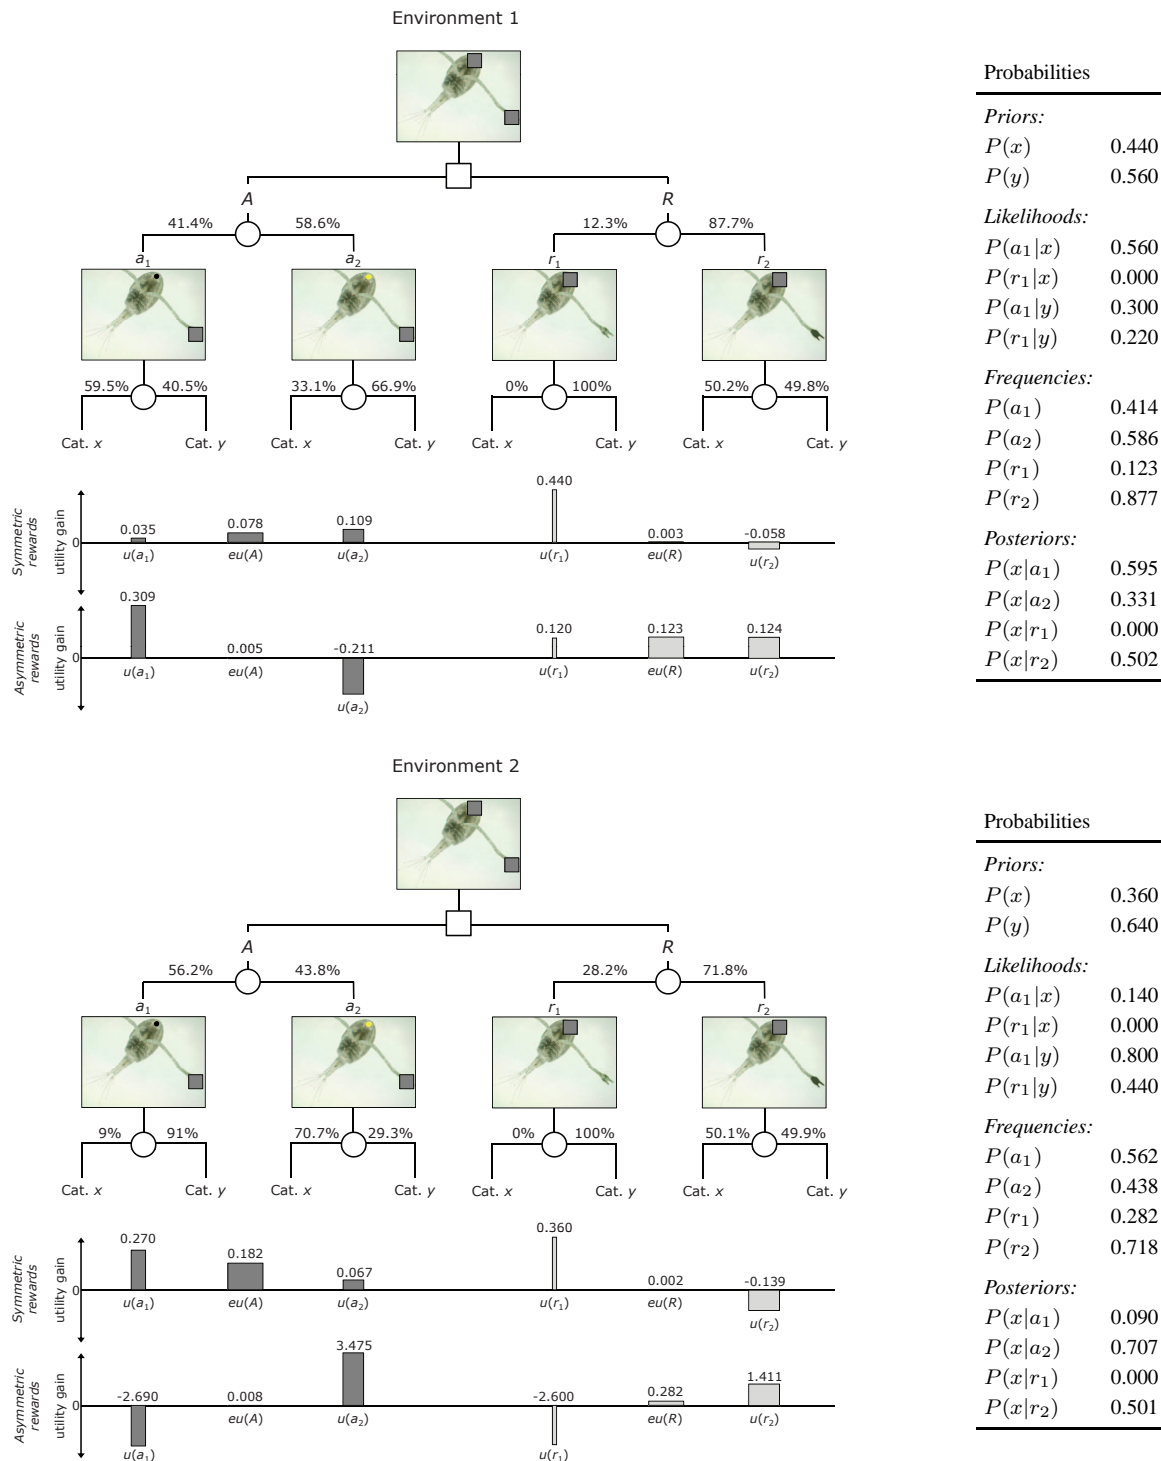 Environment 1
A
R
41.4%
58.6%
12.3%
87.7%
a1
a2
r1
r2
59.5%
40.5%
33.1%
66.9%
0%
100%
50.2%
49.8%
Cat. x
Cat. y
Cat. x
Cat. y
Cat. x
Cat. y
Cat. x
Cat. y
Symmetric
rewards
utility gain
0
0.035
0.078
0.109
0.440
0.003
-0.058
u(a1)
eu(A)
u(a2)
u(r1)
eu(R)
u(r2)
Asymmetric
rewards
utility gain
0
0.309
0.005
-0.211
0.120
0.123
0.124
u(a1)
eu(A)
u(a2)
u(r1)
eu(R)
u(r2)
Probabilities
Priors:
P(x) 0.440
P(y) 0.560
Likelihoods:
P(a1|x) 0.560
P(r1|x) 0.000
P(a1|y) 0.300
P(r1|y) 0.220
Frequencies:
P(a1) 0.414
P(a2) 0.586
P(r1) 0.123
P(r2) 0.877
Posteriors:
P(x|a1) 0.595
P(x|a2) 0.331
P(x|r1) 0.000
P(x|r2) 0.502
Environment 2
A
R
56.2%
43.8%
28.2%
71.8%
a1
a2
r1
r2
9%
91%
70.7%
29.3%
0%
100%
50.1%
49.9%
Cat. x
Cat. y
Cat. x
Cat. y
Cat. x
Cat. y
Cat. x
Cat. y
Symmetric
rewards
utility gain
0
0.270
0.182
0.067
0.360
0.002
-0.139
u(a1)
eu(A)
u(a2)
u(r1)
eu(R)
u(r2)
Asymmetric
rewards
utility gain
0
-2.690
0.008
3.475
-2.600
0.282
1.411
u(a1)
eu(A)
u(a2)
u(r1)
eu(R)
u(r2)
Probabilities
Priors:
P(x) 0.360
P(y) 0.640
Likelihoods:
P(a1|x) 0.140
P(r1|x) 0.000
P(a1|y) 0.800
P(r1|y) 0.440
Frequencies:
P(a1) 0.562
P(a2) 0.438
P(r1) 0.282
P(r2) 0.718
Posteriors:
P(x|a1) 0.090
P(x|a2) 0.707
P(x|r1) 0.000
P(x|r2) 0.501